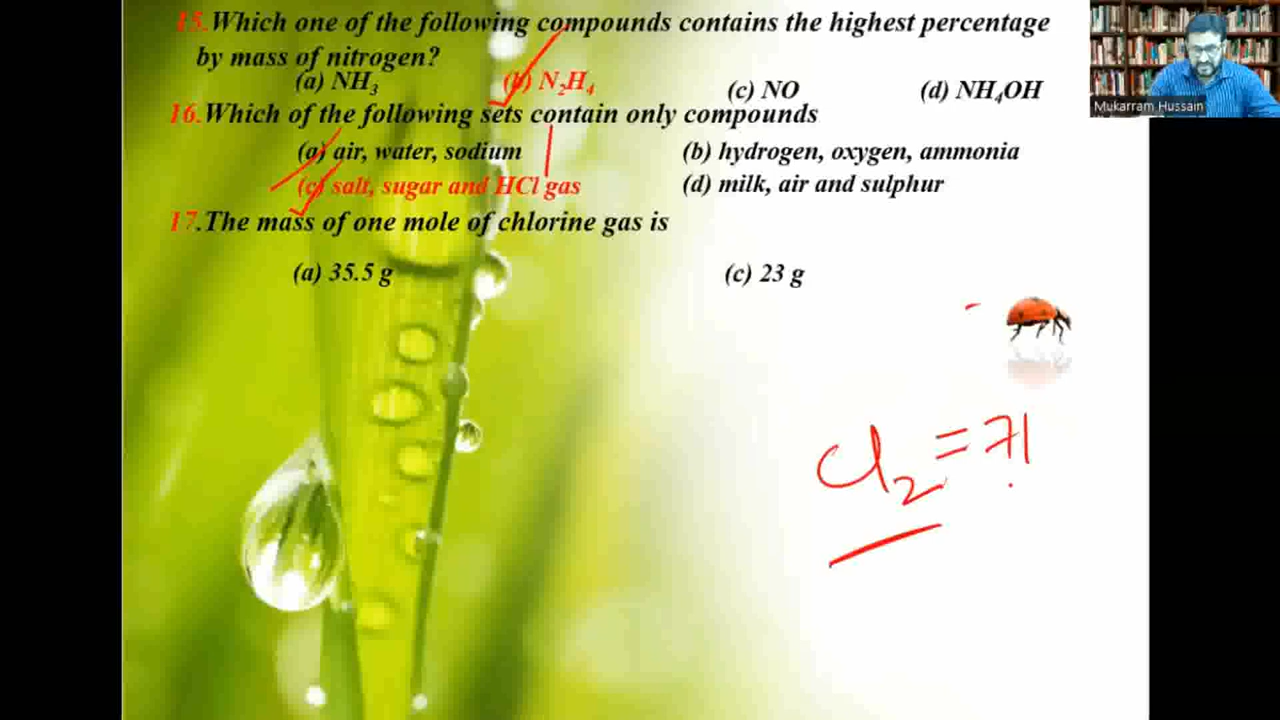 15.Which one of the following compounds contains the highest percentage
by mass of nitrogen?
(a) NH₃ (b) N₂H₄ (c) NO (d) NH₄OH
16.Which of the following sets contain only compounds
(a) air, water, sodium (b) hydrogen, oxygen, ammonia
(c) salt, sugar and HCl gas (d) milk, air and sulphur
17.The mass of one mole of chlorine gas is
(a) 35.5 g (c) 23 g
Cl₂ = 71
Mukarram Hussain